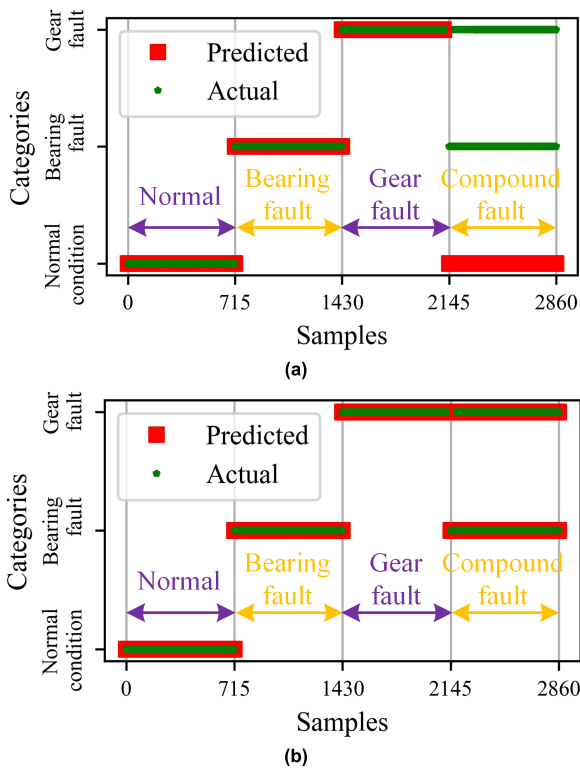 Categories
Gear
fault
Bearing
fault
Normal
condition
Predicted
Actual
Normal
Bearing
fault
Gear
fault
Compound
fault
0 715 1430 2145 2860
Samples
(a)
Categories
Gear
fault
Bearing
fault
Normal
condition
Predicted
Actual
Normal
Bearing
fault
Gear
fault
Compound
fault
0 715 1430 2145 2860
Samples
(b)